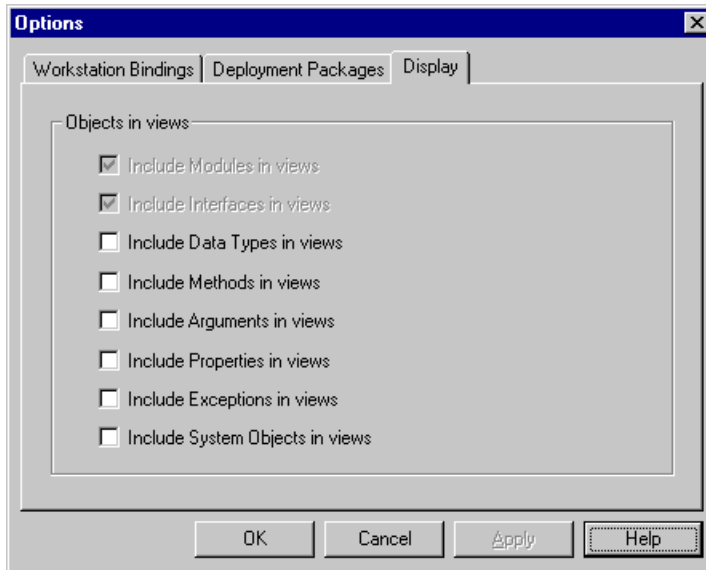 Options
Workstation Bindings Deployment Packages Display
Objects in views
Include Modules in views
Include Interfaces in views
Include Data Types in views
Include Methods in views
Include Arguments in views
Include Properties in views
Include Exceptions in views
Include System Objects in views
OK Cancel Apply Help